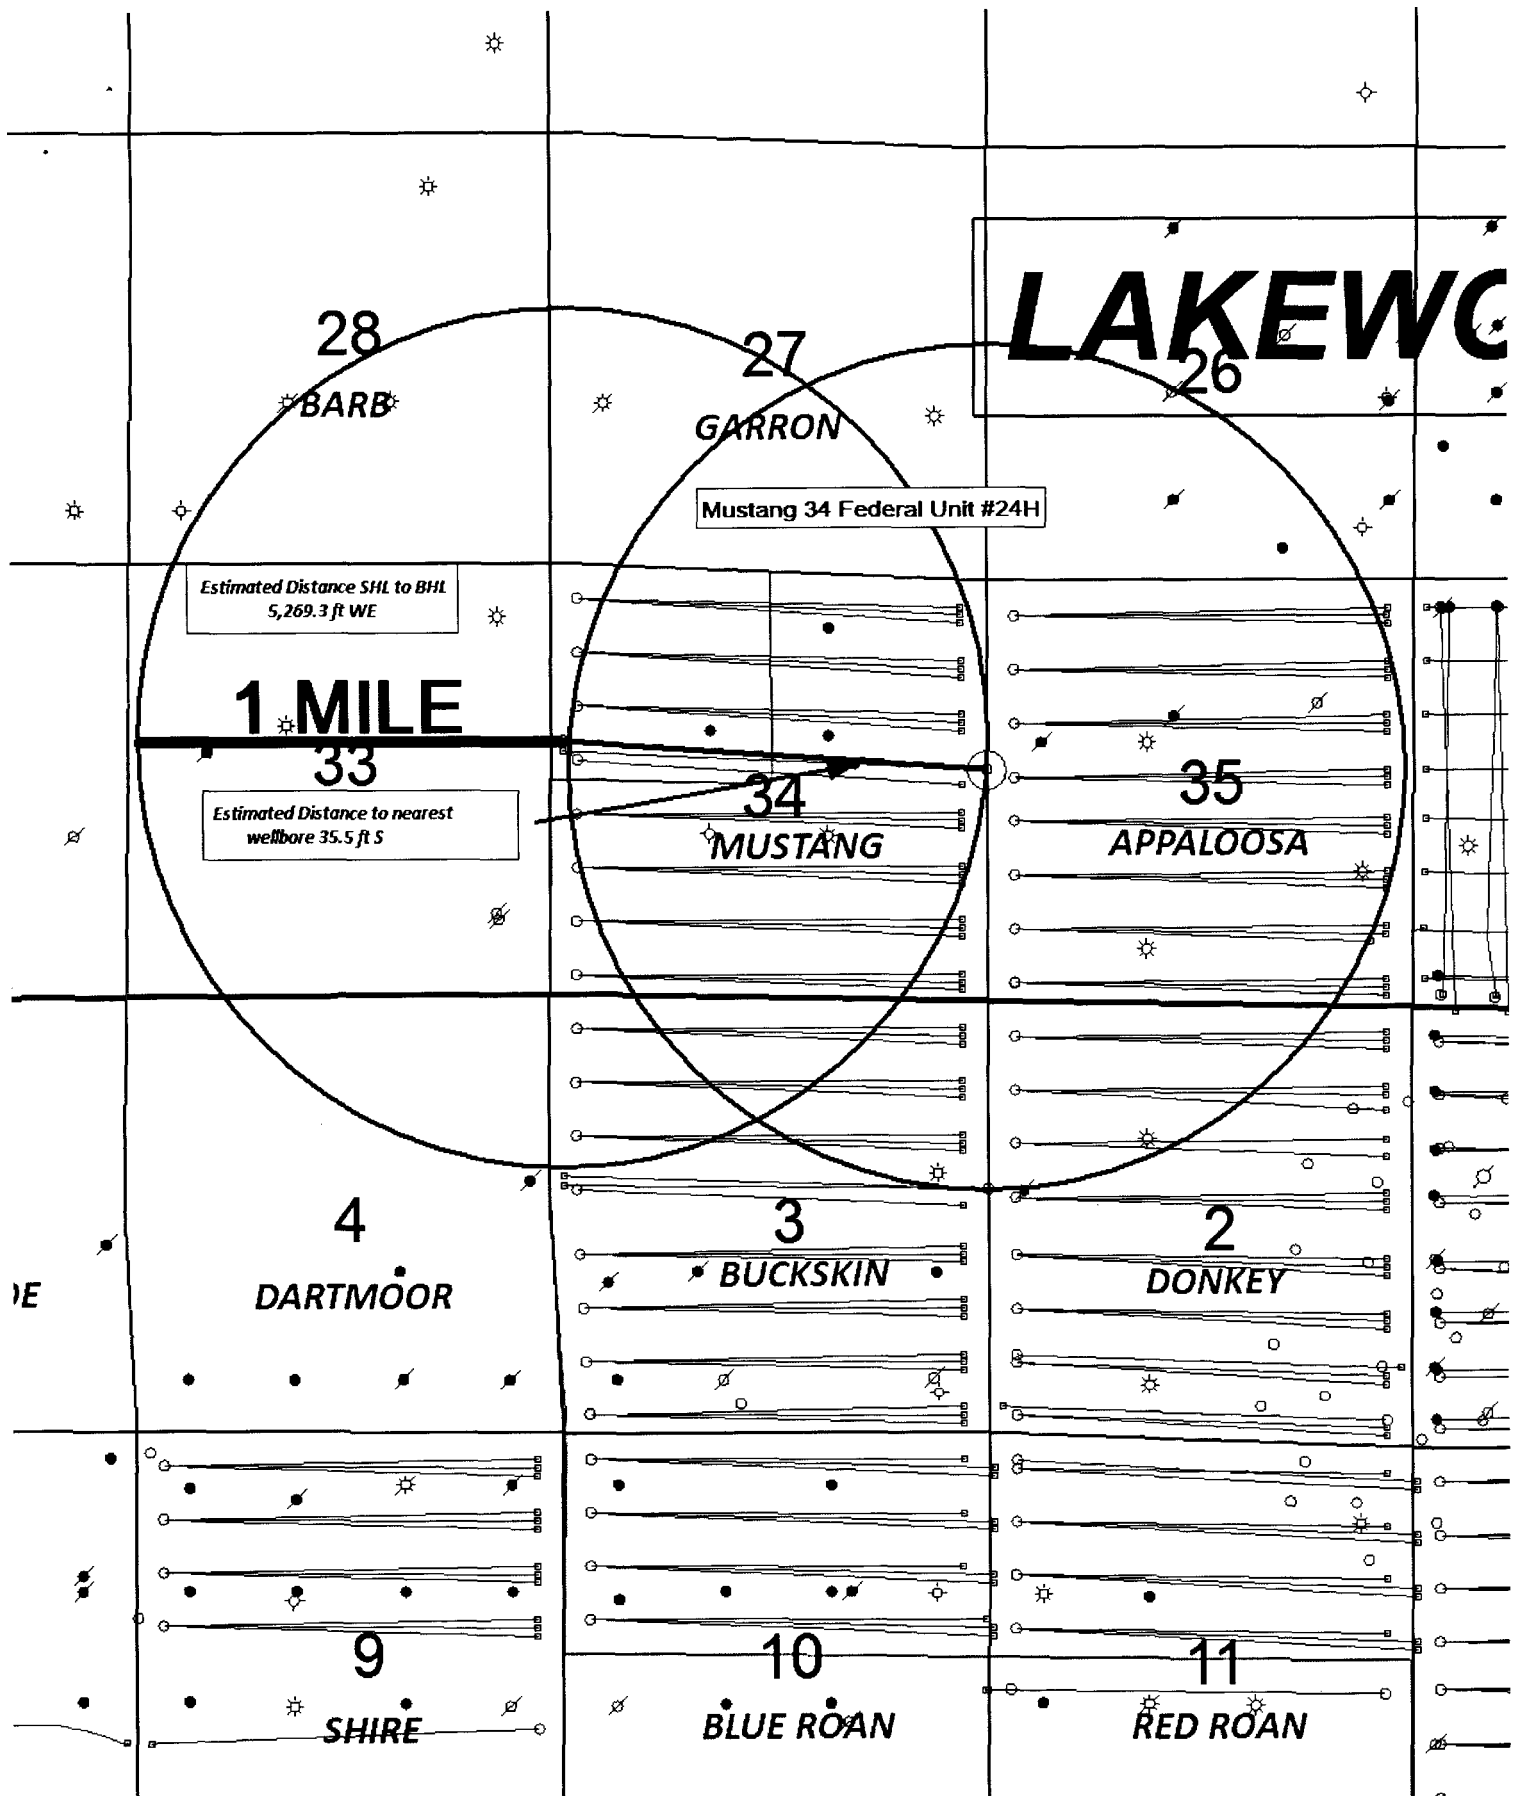 LAKEWO
28
27
26
BARB
GARRON
Mustang 34 Federal Unit #24H
Estimated Distance SHL to BHL
5,269.3 ft WE
1 MILE
33
34
35
Estimated Distance to nearest
wellbore 35.5 ft S
MUSTANG
APPALOOSA
4
3
2
DE
DARTMOOR
BUCKSKIN
DONKEY
9
10
11
SHIRE
BLUE ROAN
RED ROAN